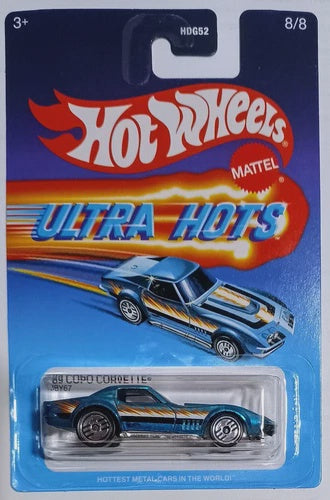 HDG52
3+
8/8
HOT WHEELS
MATTEL
ULTRA HOTS
69 COPO CORVETTE
HOTTEST METAL CARS IN THE WORLD!